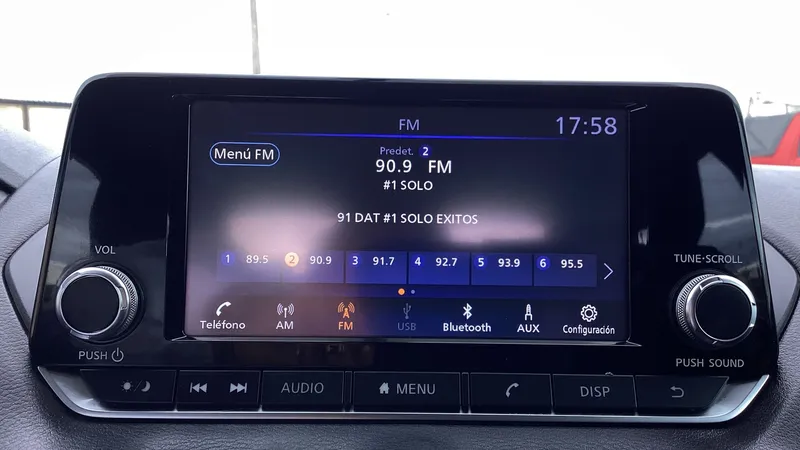 FM
17:58
Menú FM
Predet. 2
90.9 FM
#1 SOLO
91 DAT #1 SOLO EXITOS
1 89.5 2 90.9 3 91.7 4 92.7 5 93.9 6 95.5
Teléfono AM FM USB Bluetooth AUX Configuración
VOL
PUSH
TUNE·SCROLL
PUSH SOUND
AUDIO MENU DISP